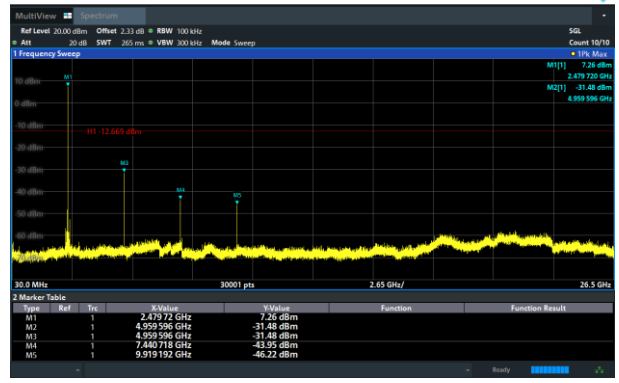 MultiView Spectrum
Ref Level 20.00 dBm Offset 2.33 dB RBW 100 kHz SGL
Att 20 dB SWT 265 ms VBW 300 kHz Mode Sweep Count 10/10
1 Frequency Sweep 1Pk Max
M1[1] 7.26 dBm
2.479 720 GHz
M2[1] -31.48 dBm
4.959 596 GHz
10 dBm
M1
0 dBm
-10 dBm
H1 -12.669 dBm
-20 dBm
M3
-30 dBm
M4
-40 dBm
M5
-50 dBm
-60 dBm
30.0 MHz 30001 pts 2.65 GHz/ 26.5 GHz
2 Marker Table
Type Ref Trc X-Value Y-Value Function Function Result
M1 1 2.479 72 GHz 7.26 dBm
M2 1 4.959 596 GHz -31.48 dBm
M3 1 4.959 596 GHz -31.48 dBm
M4 1 7.440 718 GHz -43.95 dBm
M5 1 9.919 192 GHz -46.22 dBm
Ready